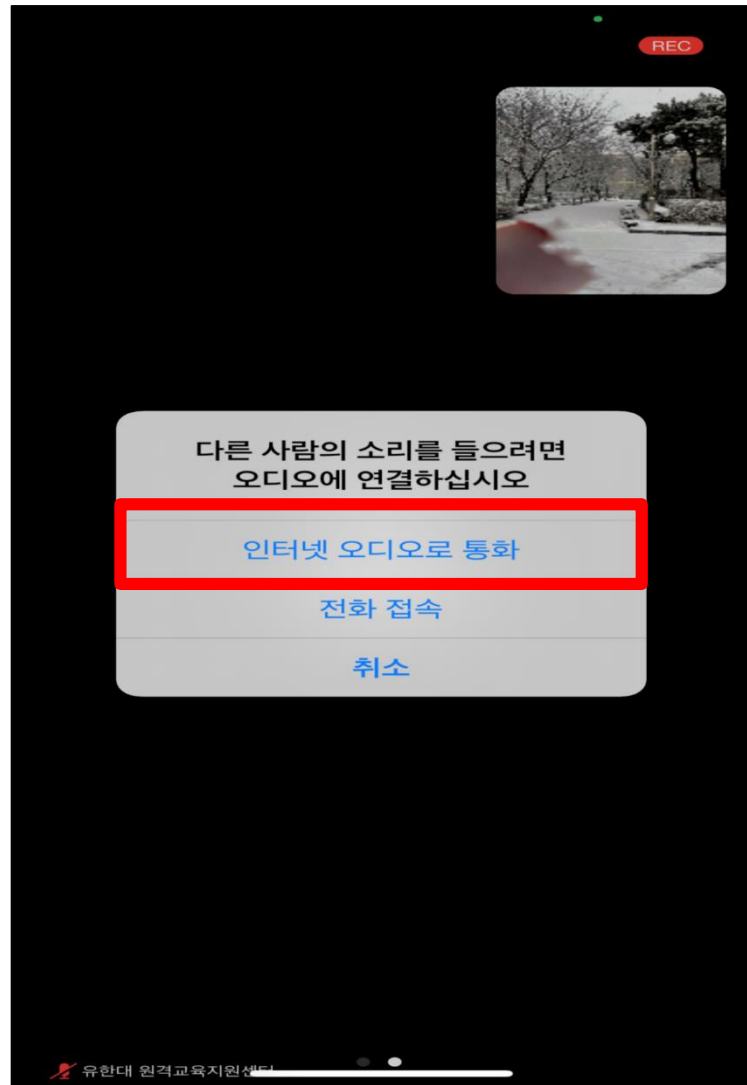 REC
다른 사람의 소리를 들으려면
오디오에 연결하십시오
인터넷 오디오로 통화
전화 접속
취소
유한대 원격교육지원센터